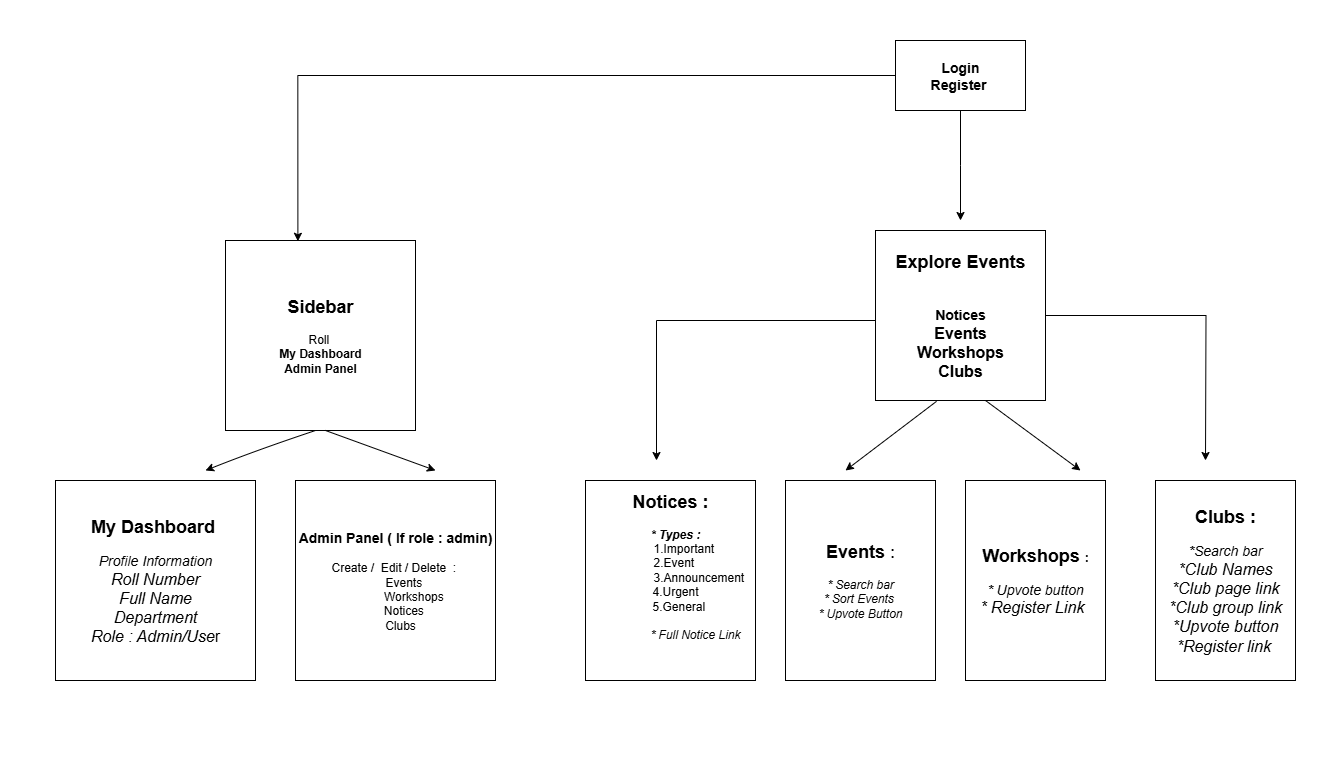 Login
Register
Sidebar
Roll
My Dashboard
Admin Panel
Explore Events
Notices
Events
Workshops
Clubs
My Dashboard
Profile Information
Roll Number
Full Name
Department
Role : Admin/User
Admin Panel ( If role : admin)
Create / Edit / Delete :
Events
Workshops
Notices
Clubs
Notices :
* Types :
1.Important
2.Event
3.Announcement
4.Urgent
5.General
* Full Notice Link
Events :
* Search bar
* Sort Events
* Upvote Button
Workshops :
* Upvote button
* Register Link
Clubs :
*Search bar
*Club Names
*Club page link
*Club group link
*Upvote button
*Register link